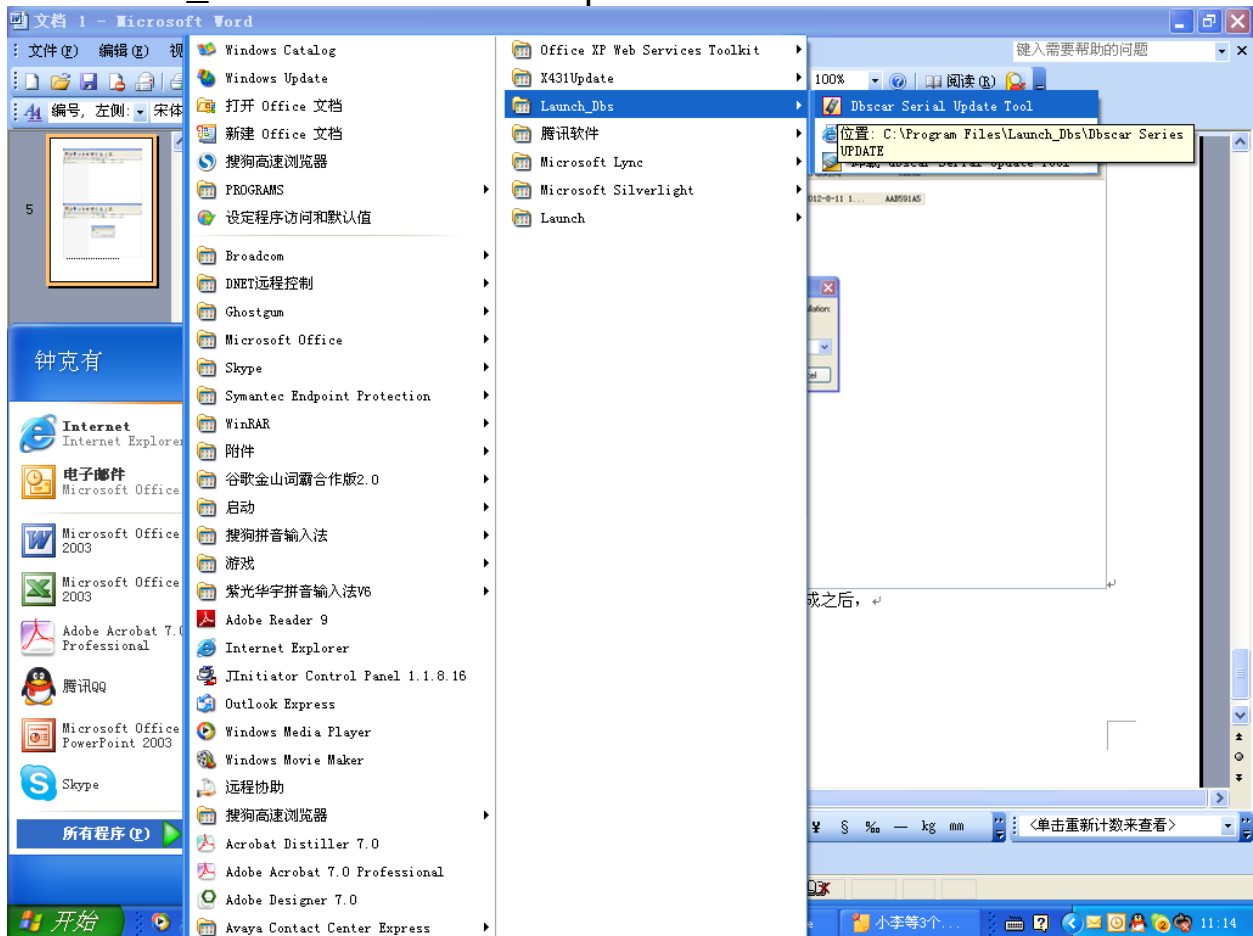 文档 1 - Microsoft Word
文件(F) 编辑(E) 视
键入需要帮助的问题
100%
阅读(R)
编号, 左侧: 宋体
5
Windows Catalog
Windows Update
打开 Office 文档
新建 Office 文档
搜狗高速浏览器
PROGRAMS
设定程序访问和默认值
Broadcom
DNET远程控制
Ghostgum
Microsoft Office
Skype
Symantec Endpoint Protection
WinRAR
附件
谷歌金山词霸合作版2.0
启动
搜狗拼音输入法
游戏
紫光华宇拼音输入法V6
Adobe Reader 9
Internet Explorer
JInitiator Control Panel 1.1.8.16
Outlook Express
Windows Media Player
Windows Movie Maker
远程协助
搜狗高速浏览器
Acrobat Distiller 7.0
Adobe Acrobat 7.0 Professional
Adobe Designer 7.0
Avaya Contact Center Express
Office XP Web Services Toolkit
X431Update
Launch_Dbs
腾讯软件
Microsoft Lync
Microsoft Silverlight
Launch
Dbscar Serial Update Tool
位置: C:\Program Files\Launch_Dbs\Dbscar Series
UPDATE
012-8-11 1... AAB591AS
llation:
cel
成之后，
钟克有
Internet
Internet Explorer
电子邮件
Microsoft Office
Microsoft Office
2003
Microsoft Office
2003
Adobe Acrobat 7.0
Professional
腾讯QQ
Microsoft Office
PowerPoint 2003
Skype
所有程序(P)
¥ § ‰ — kg mm
<单击重新计数来查看>
开始
小李等3个...
11:14